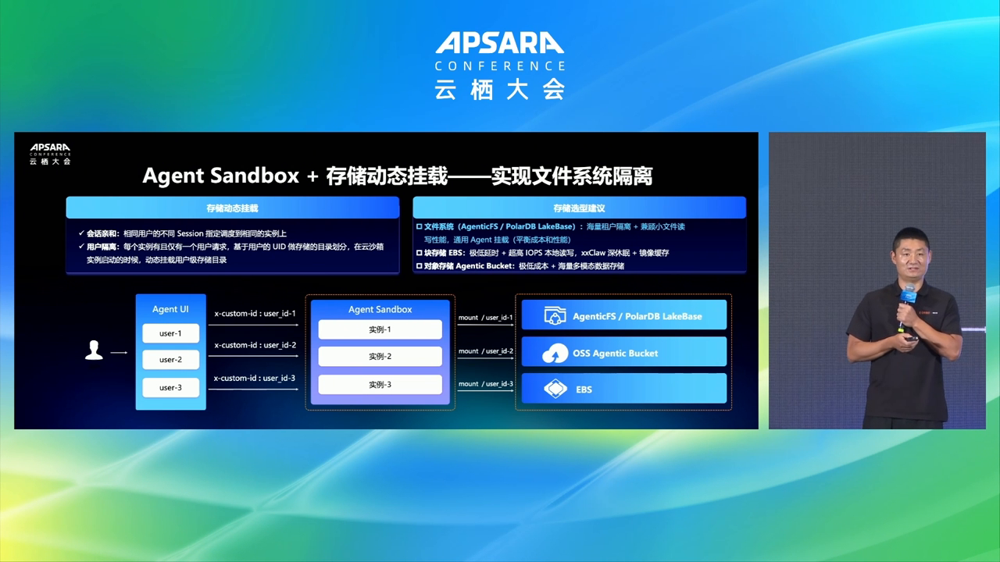 APSARA
CONFERENCE
云栖大会
APSARA
CONFERENCE
云栖大会
Agent Sandbox + 存储动态挂载——实现文件系统隔离
存储动态挂载
✓ 会话亲和：相同用户的不同 Session 指定调度到相同的实例上
✓ 用户隔离：每个实例有且仅有一个用户请求，基于用户的 UID 做存储的目录划分，在云沙箱
实例启动的时候，动态挂载用户级存储目录
存储选型建议
文件系统（AgenticFS / PolarDB LakeBase）：海量租户隔离 + 兼顾小文件读
写性能，通用 Agent 挂载（平衡成本和性能）
块存储 EBS：极低延时 + 超高 IOPS 本地读写，xxClaw 深休眠 + 镜像缓存
对象存储 Agentic Bucket：极低成本 + 海量多模态数据存储
Agent UI
user-1
user-2
user-3
x-custom-id : user_id-1
x-custom-id : user_id-2
x-custom-id : user_id-3
Agent Sandbox
实例-1
实例-2
实例-3
mount / user_id-1
mount / user_id-2
mount / user_id-3
AgenticFS / PolarDB LakeBase
OSS Agentic Bucket
EBS